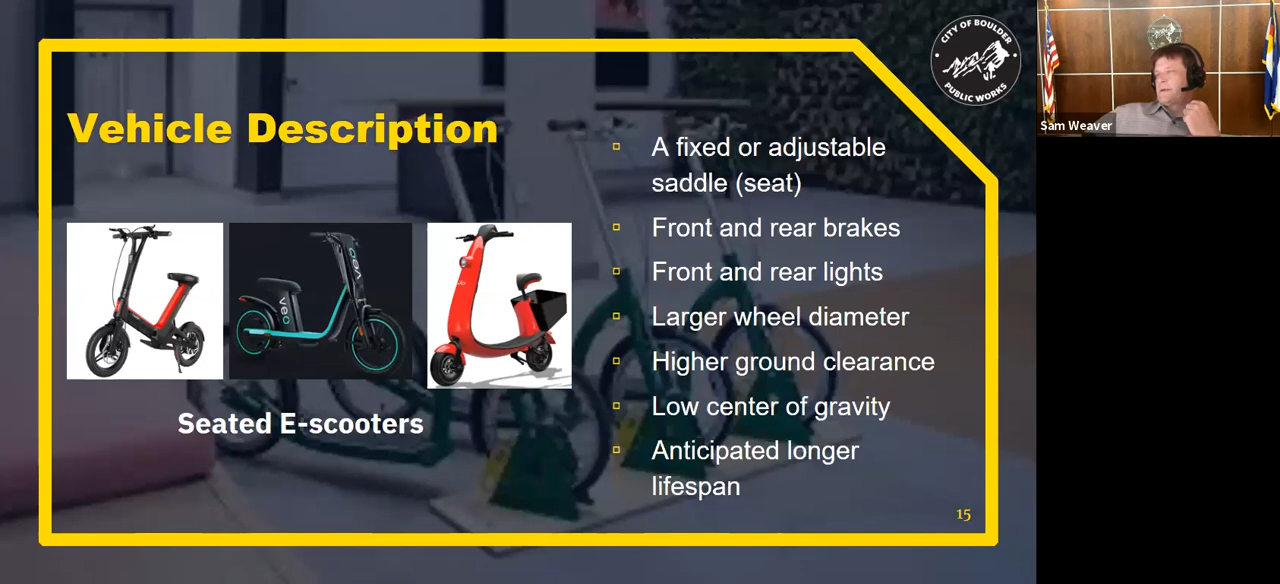 CITY OF BOULDER
PUBLIC WORKS
Sam Weaver
Vehicle Description
A fixed or adjustable
saddle (seat)
Front and rear brakes
Front and rear lights
Larger wheel diameter
Higher ground clearance
Low center of gravity
Anticipated longer
lifespan
veo
veo
Seated E-scooters
15